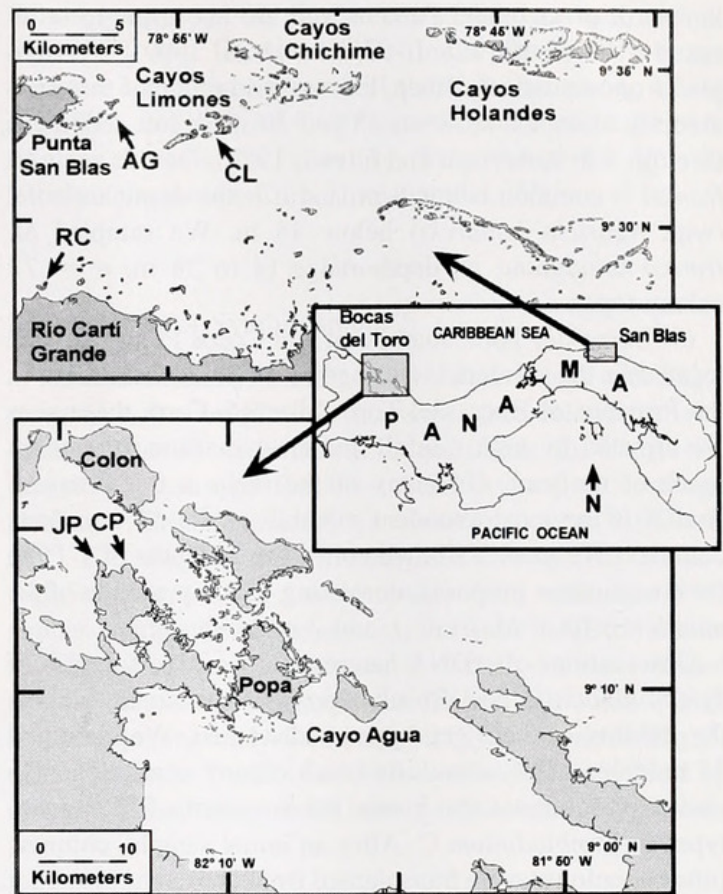 0 5
Kilometers
78° 55' W
Cayos
Chichime
78° 45' W
9° 36' N
Cayos
Limones
Cayos
Holandes
Punta
San Blas
AG
CL
9° 30' N
RC
Río Cartí
Grande
Bocas
del Toro
CARIBBEAN SEA
San Blas
PANAMA
N
PACIFIC OCEAN
Colon
JP
CP
Popa
9° 10' N
Cayo Agua
0 10
Kilometers
82° 10' W
81° 50' W
9° 00' N